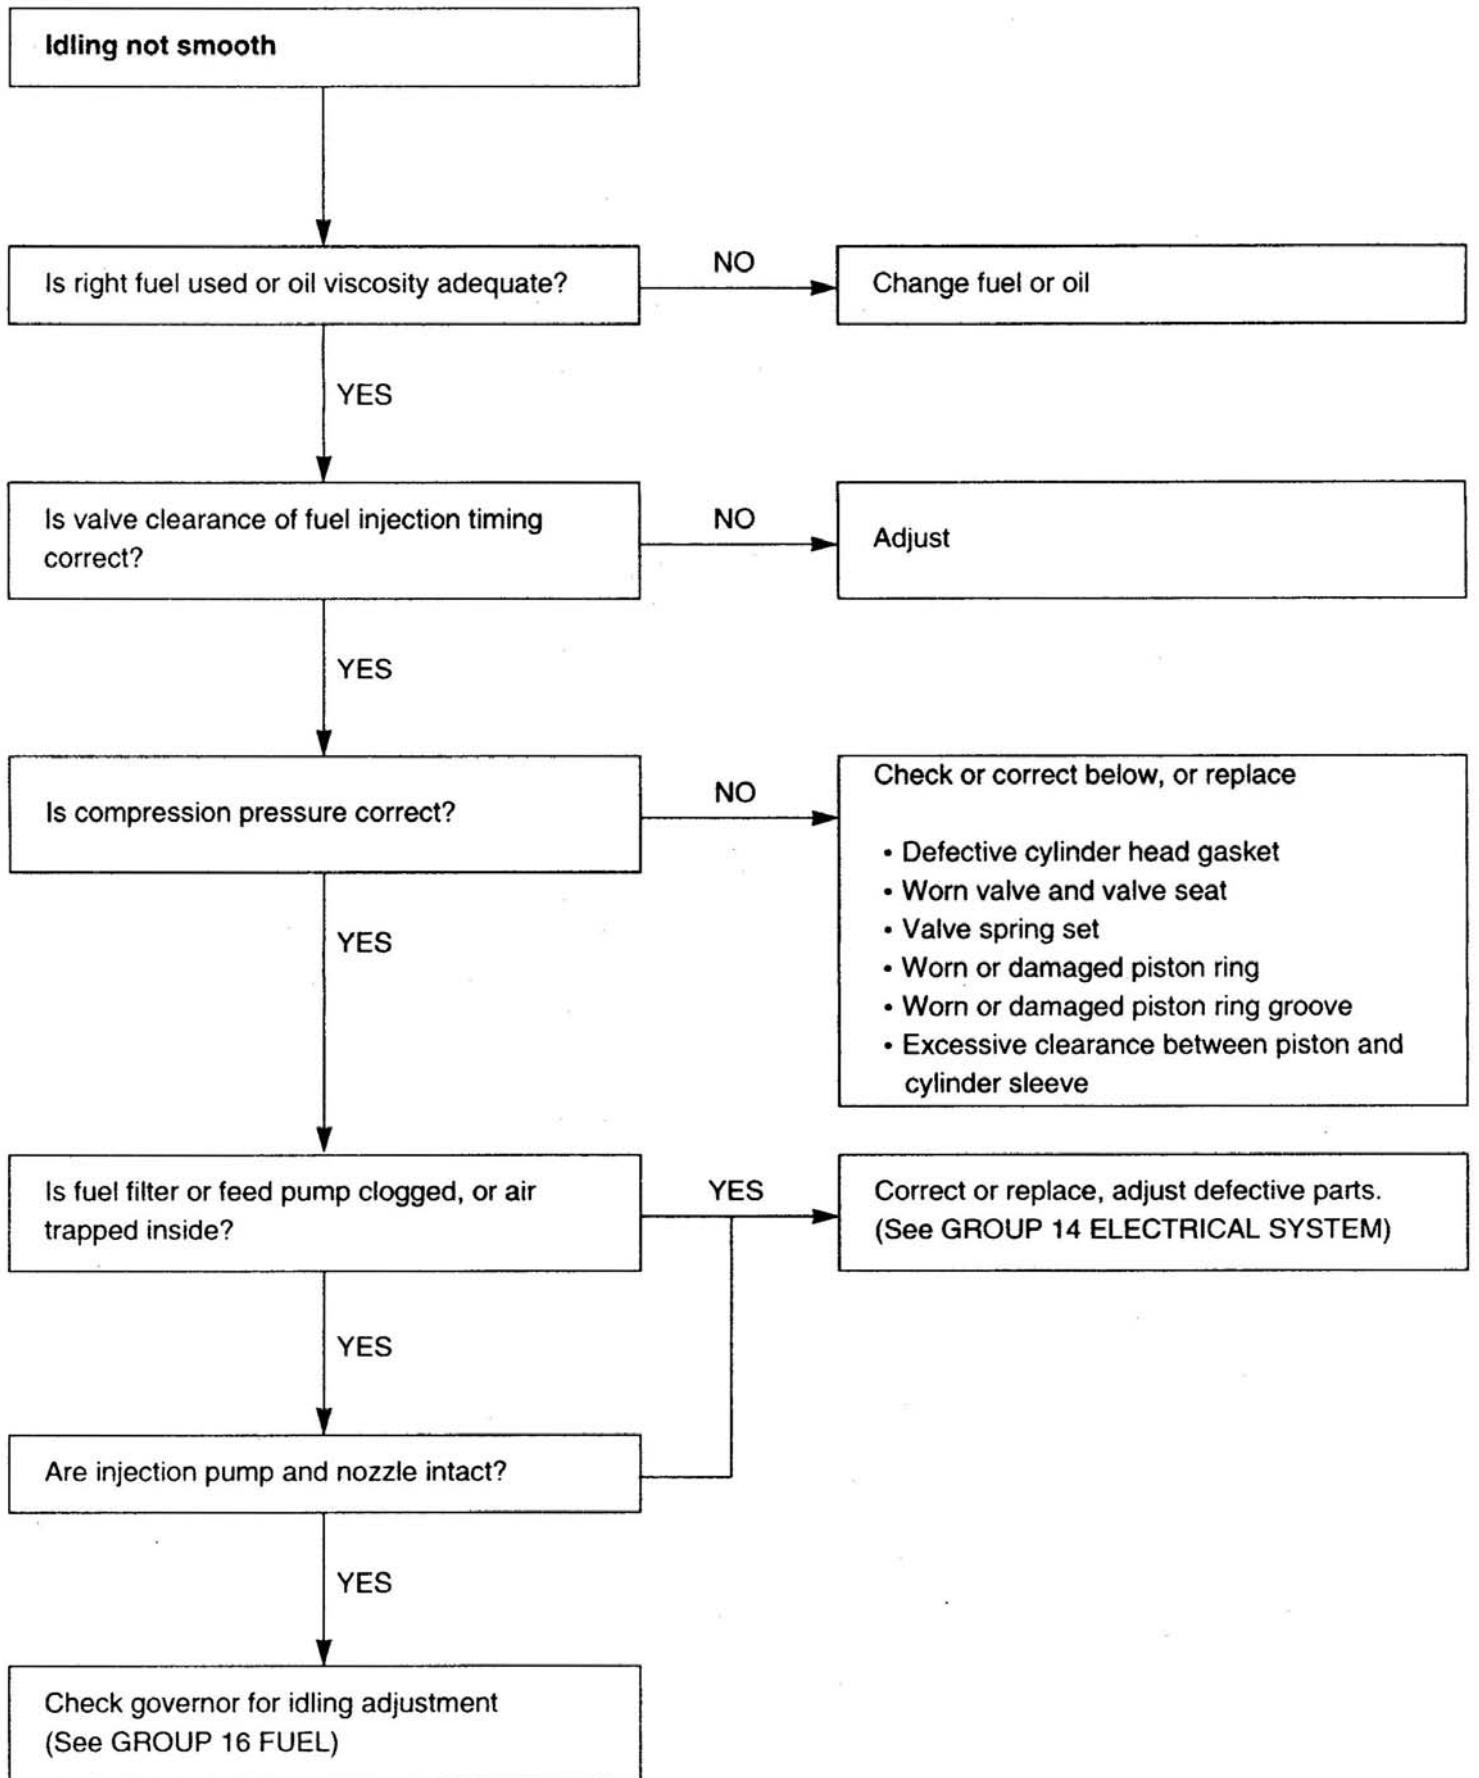 Idling not smooth
Is right fuel used or oil viscosity adequate?
NO
Change fuel or oil
YES
Is valve clearance of fuel injection timing
correct?
NO
Adjust
YES
Is compression pressure correct?
NO
Check or correct below, or replace
• Defective cylinder head gasket
• Worn valve and valve seat
• Valve spring set
• Worn or damaged piston ring
• Worn or damaged piston ring groove
• Excessive clearance between piston and
cylinder sleeve
YES
Is fuel filter or feed pump clogged, or air
trapped inside?
YES
Correct or replace, adjust defective parts.
(See GROUP 14 ELECTRICAL SYSTEM)
YES
Are injection pump and nozzle intact?
YES
Check governor for idling adjustment
(See GROUP 16 FUEL)